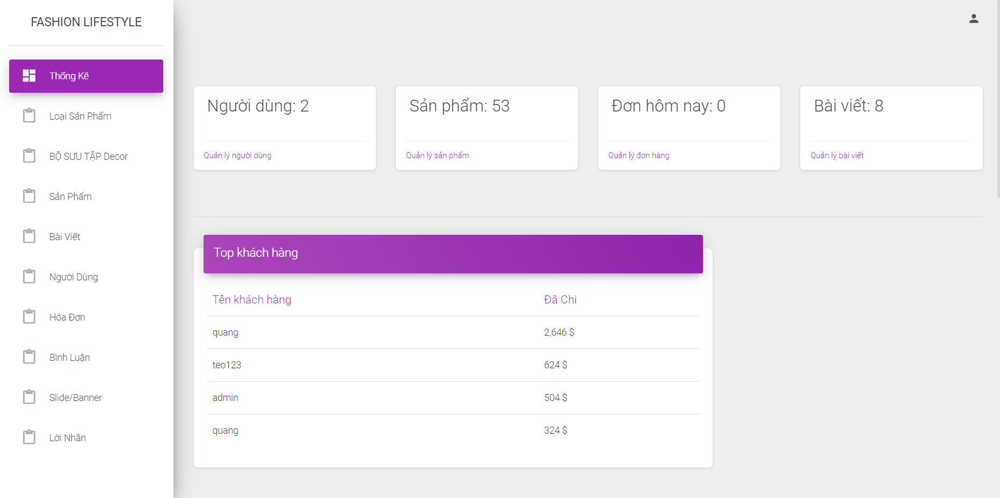 FASHION LIFESTYLE
Thống Kê
Loại Sản Phẩm
BỘ SƯU TẬP Decor
Sản Phẩm
Bài Viết
Người Dùng
Hóa Đơn
Bình Luận
Slide/Banner
Lời Nhắn
Người dùng: 2
Quản lý người dùng
Sản phẩm: 53
Quản lý sản phẩm
Đơn hôm nay: 0
Quản lý đơn hàng
Bài viết: 8
Quản lý bài viết
Top khách hàng
Tên khách hàng Đã Chi
quang 2,646 $
teo123 624 $
admin 504 $
quang 324 $